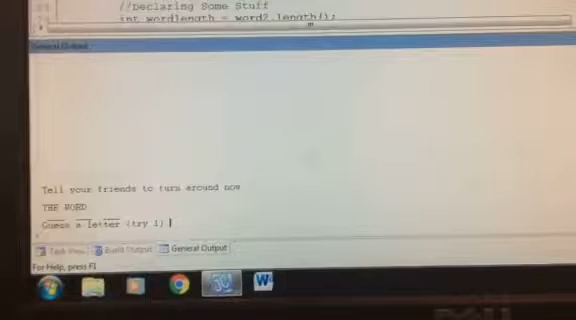 //Declaring Some Stuff
int wordlength = word2.length();
General Output
Tell your friends to turn around now
THE WORD
Guess a letter (try 1)
Task View Build Output General Output
For Help, press F1
W